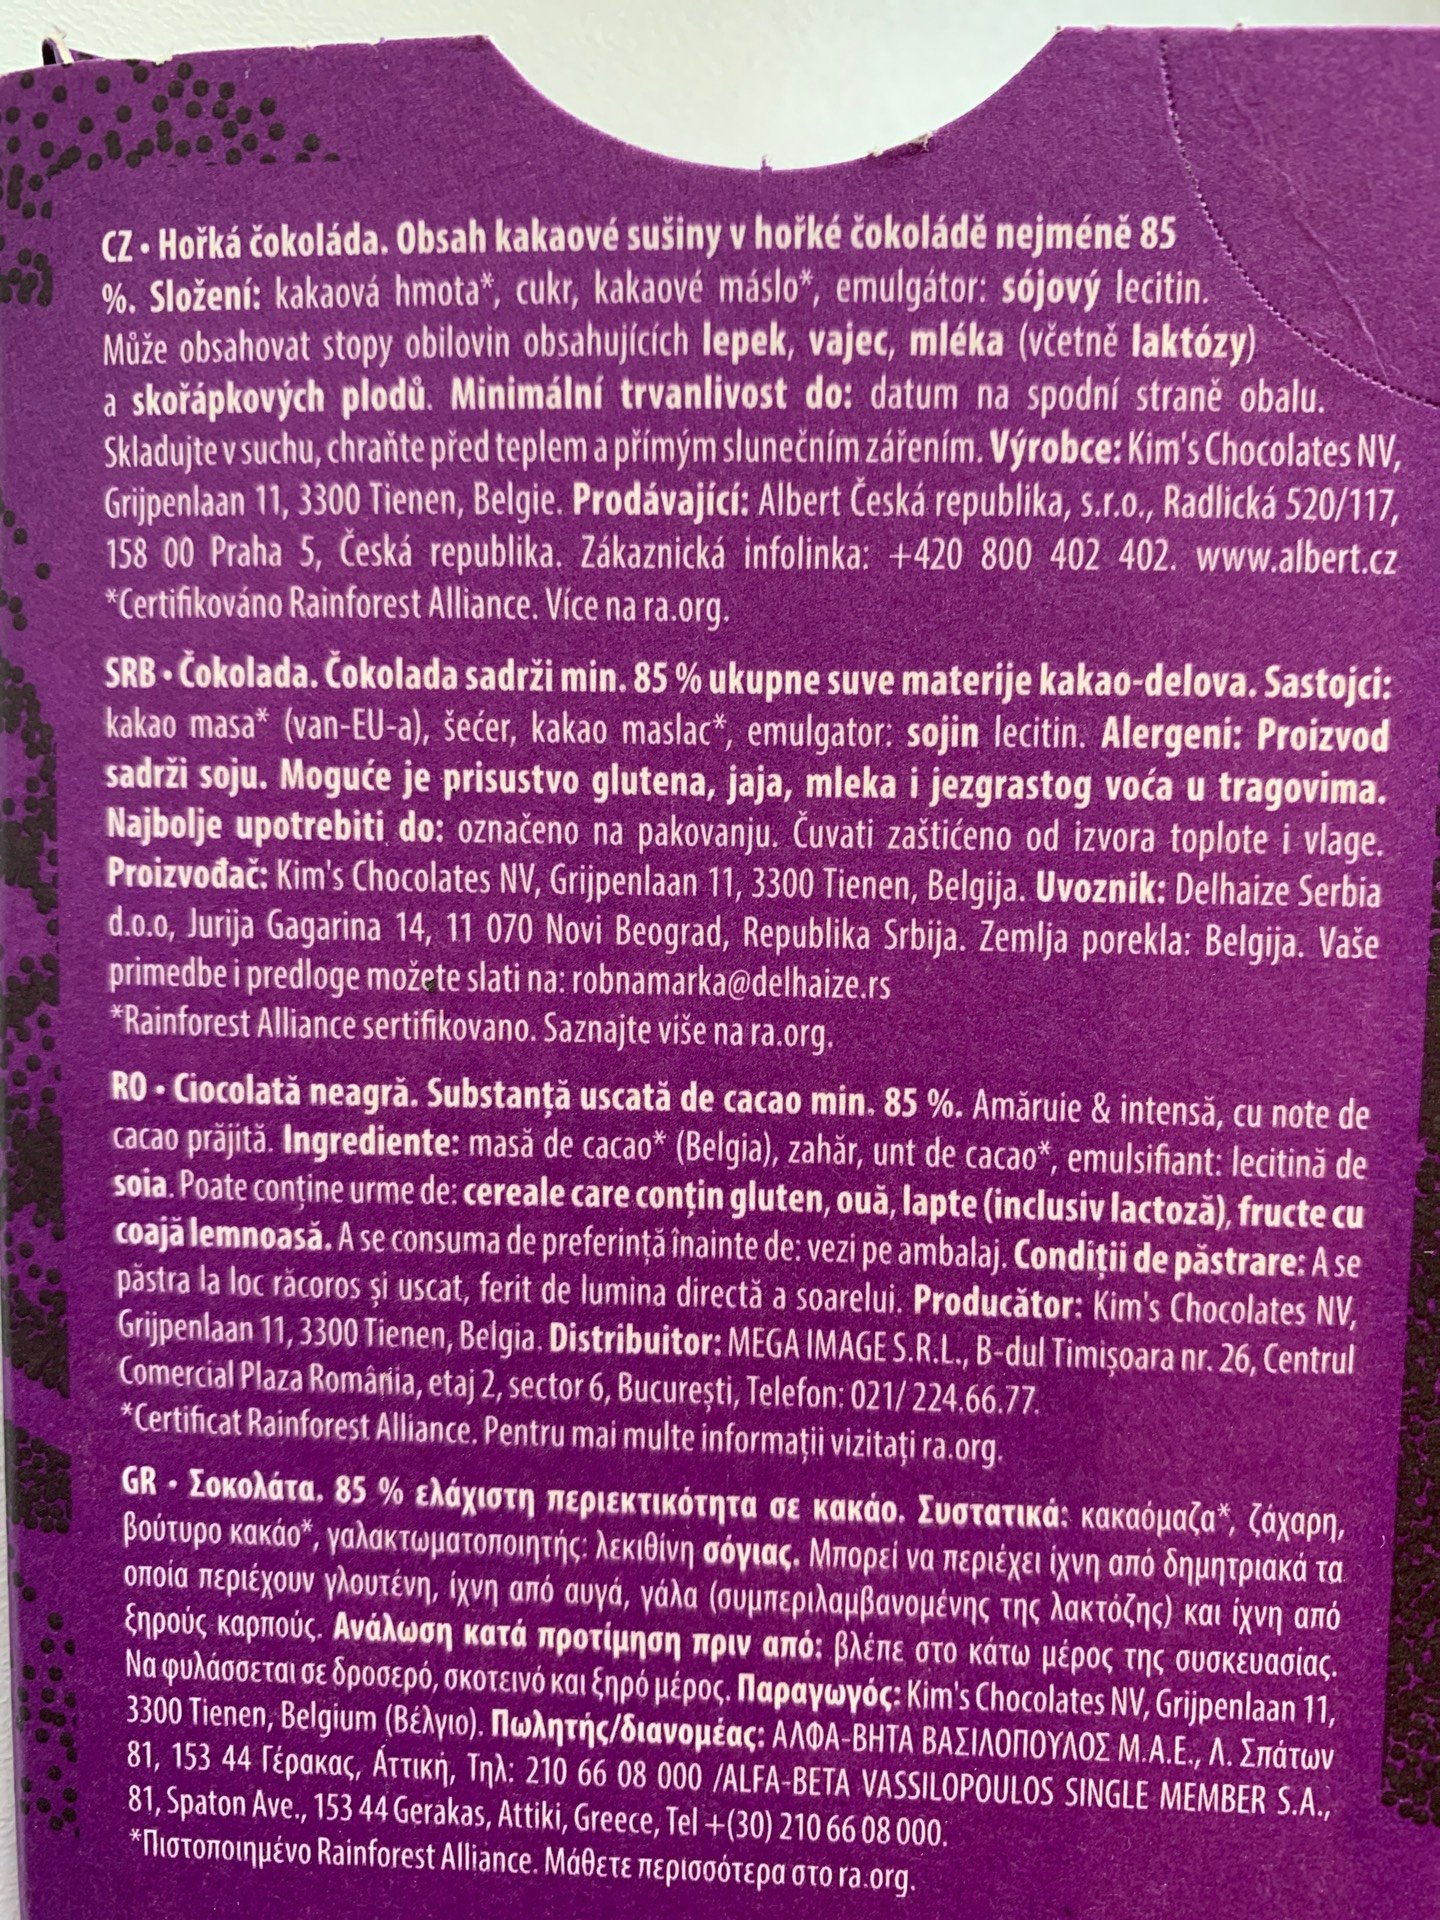 CZ • Hořká čokoláda. Obsah kakaové sušiny v hořké čokoládě nejméně 85
%. Složení: kakaová hmota*, cukr, kakaové máslo*, emulgátor: sójový lecitin.
Může obsahovat stopy obilovin obsahujících lepek, vajec, mléka (včetně laktózy)
a skořápkových plodů. Minimální trvanlivost do: datum na spodní straně obalu.
Skladujte v suchu, chraňte před teplem a přímým slunečním zářením. Výrobce: Kim's Chocolates NV,
Grijpenlaan 11, 3300 Tienen, Belgie. Prodávající: Albert Česká republika, s.r.o., Radlická 520/117,
158 00 Praha 5, Česká republika. Zákaznická infolinka: +420 800 402 402. www.albert.cz
*Certifikováno Rainforest Alliance. Více na ra.org.
SRB • Čokolada. Čokolada sadrži min. 85 % ukupne suve materije kakao-delova. Sastojci:
kakao masa* (van-EU-a), šećer, kakao maslac*, emulgator: sojin lecitin. Alergeni: Proizvod
sadrži soju. Moguće je prisustvo glutena, jaja, mleka i jezgrastog voća u tragovima.
Najbolje upotrebiti do: označeno na pakovanju. Čuvati zaštićeno od izvora toplote i vlage.
Proizvođač: Kim's Chocolates NV, Grijpenlaan 11, 3300 Tienen, Belgija. Uvoznik: Delhaize Serbia
d.o.o, Jurija Gagarina 14, 11 070 Novi Beograd, Republika Srbija. Zemlja porekla: Belgija. Vaše
primedbe i predloge možete slati na: robnamarka@delhaize.rs
*Rainforest Alliance sertifikovano. Saznajte više na ra.org.
RO • Ciocolată neagră. Substanță uscată de cacao min. 85 %. Amăruie & intensă, cu note de
cacao prăjită. Ingrediente: masă de cacao* (Belgia), zahăr, unt de cacao*, emulsifiant: lecitină de
soia. Poate conține urme de: cereale care conțin gluten, ouă, lapte (inclusiv lactoză), fructe cu
coajă lemnoasă. A se consuma de preferință înainte de: vezi pe ambalaj. Condiții de păstrare: A se
păstra la loc răcoros și uscat, ferit de lumina directă a soarelui. Producător: Kim's Chocolates NV,
Grijpenlaan 11, 3300 Tienen, Belgia. Distribuitor: MEGA IMAGE S.R.L., B-dul Timișoara nr. 26, Centrul
Comercial Plaza România, etaj 2, sector 6, București, Telefon: 021/ 224.66.77.
*Certificat Rainforest Alliance. Pentru mai multe informații vizitați ra.org.
GR • Σοκολάτα. 85 % ελάχιστη περιεκτικότητα σε κακάο. Συστατικά: κακαόμαζα*, ζάχαρη,
βούτυρο κακάο*, γαλακτωματοποιητής: λεκιθίνη σόγιας. Μπορεί να περιέχει ίχνη από δημητριακά τα
οποία περιέχουν γλουτένη, ίχνη από αυγά, γάλα (συμπεριλαμβανομένης της λακτόζης) και ίχνη από
ξηρούς καρπούς. Ανάλωση κατά προτίμηση πριν από: βλέπε στο κάτω μέρος της συσκευασίας.
Να φυλάσσεται σε δροσερό, σκοτεινό και ξηρό μέρος. Παραγωγός: Kim's Chocolates NV, Grijpenlaan 11,
3300 Tienen, Belgium (Βέλγιο). Πωλητής/διανομέας: ΑΛΦΑ-ΒΗΤΑ ΒΑΣΙΛΟΠΟΥΛΟΣ Μ.Α.Ε., Λ. Σπάτων
81, 153 44 Γέρακας, Αττική, Τηλ: 210 66 08 000 /ALFA-BETA VASSILOPOULOS SINGLE MEMBER S.A.,
81, Spaton Ave., 153 44 Gerakas, Attiki, Greece, Tel +(30) 210 66 08 000.
*Πιστοποιημένο Rainforest Alliance. Μάθετε περισσότερα στο ra.org.